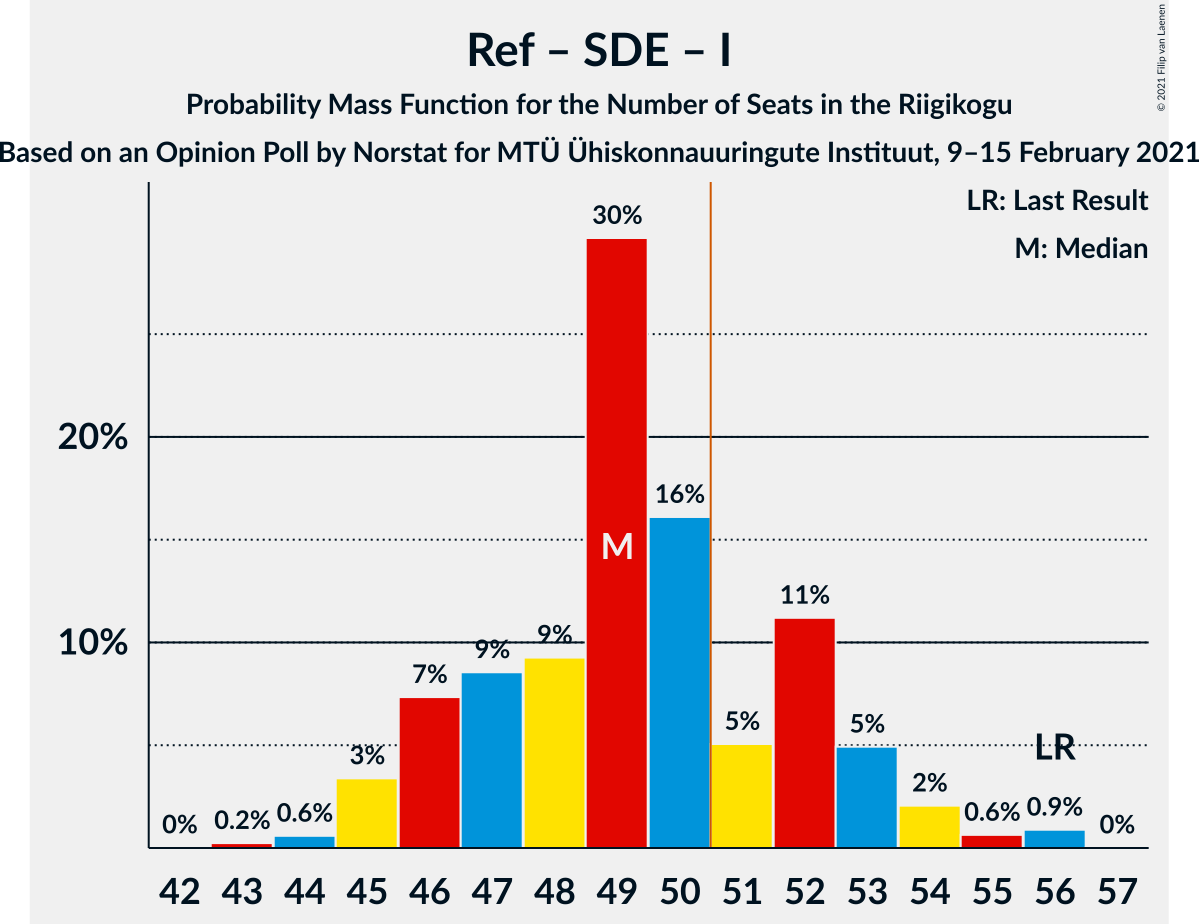 Ref – SDE – I
Probability Mass Function for the Number of Seats in the Riigikogu
Based on an Opinion Poll by Norstat for MTÜ Ühiskonnauuringute Instituut, 9–15 February 2021
© 2021 Filip van Laenen
LR: Last Result
M: Median
30%
20%
16%
M
11%
10%
9%
9%
7%
5%
5%
LR
3%
2%
0%
0.2%
0.6%
0.6%
0.9%
0%
42 43 44 45 46 47 48 49 50 51 52 53 54 55 56 57